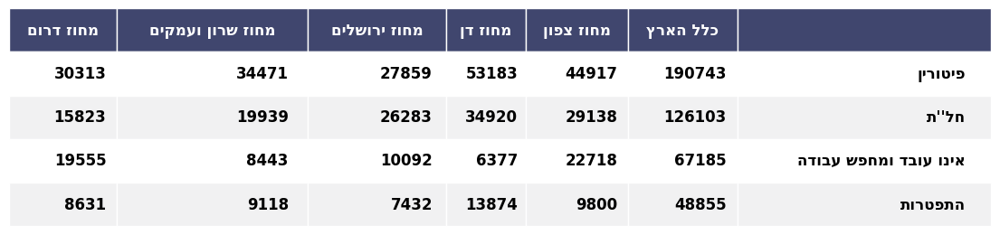 כלל הארץ מחוז צפון מחוז דן מחוז ירושלים מחוז שרון ועמקים מחוז דרום
פיטורין 190743 44917 53183 27859 34471 30313
חל''ת 126103 29138 34920 26283 19939 15823
אינו עובד ומחפש עבודה 67185 22718 6377 10092 8443 19555
התפטרות 48855 9800 13874 7432 9118 8631